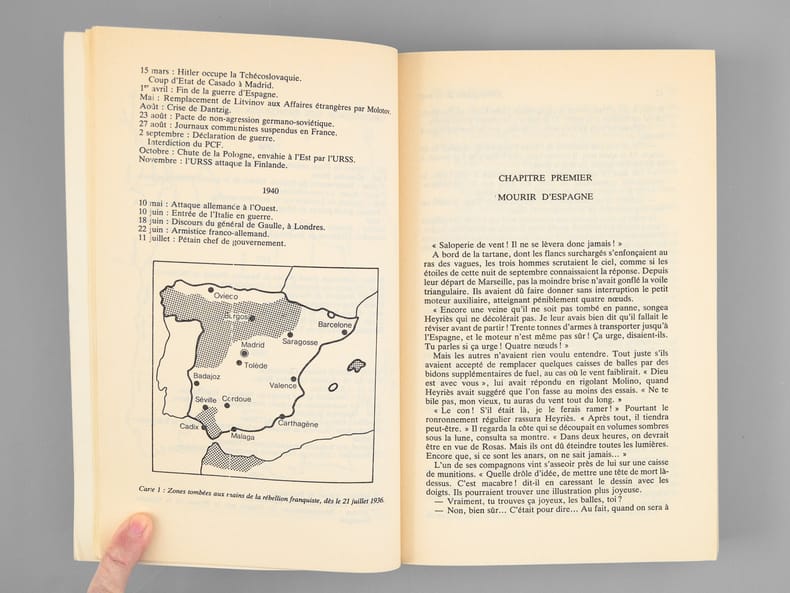 15 mars : Hitler occupe la Tchécoslovaquie.
Coup d'Etat de Casado à Madrid.
1er avril : Fin de la guerre d'Espagne.
Mai : Remplacement de Litvinov aux Affaires étrangères par Molotov.
Août : Crise de Dantzig.
23 août : Pacte de non-agression germano-soviétique.
27 août : Journaux communistes suspendus en France.
2 septembre : Déclaration de guerre.
Interdiction du PCF.
Octobre : Chute de la Pologne, envahie à l'Est par l'URSS.
Novembre : l'URSS attaque la Finlande.
1940
10 mai : Attaque allemande à l'Ouest.
10 juin : Entrée de l'Italie en guerre.
18 juin : Discours du général de Gaulle, à Londres.
22 juin : Armistice franco-allemand.
11 juillet : Pétain chef de gouvernement.
Oviedo
Burgos
Barcelone
Saragosse
Madrid
Tolède
Badajoz
Valence
Séville Cordoue
Carthagène
Cadix
Malaga
Carte 1 : Zones tombées aux mains de la rébellion franquiste, dès le 21 juillet 1936.
CHAPITRE PREMIER
MOURIR D'ESPAGNE
« Saloperie de vent ! Il ne se lèvera donc jamais ! »
A bord de la tartane, dont les flancs surchargés s'enfonçaient au
ras des vagues, les trois hommes scrutaient le ciel, comme si les
étoiles de cette nuit de septembre connaissaient la réponse. Depuis
leur départ de Marseille, pas la moindre brise n'avait gonflé la voile
triangulaire. Ils avaient dû faire donner sans interruption le petit
moteur auxiliaire, atteignant péniblement quatre nœuds.
« Encore une veine qu'il ne soit pas tombé en panne, songea
Heyriès qui ne décolérait pas. Je leur avais bien dit qu'il fallait le
réviser avant de partir ! Trente tonnes d'armes à transporter jusqu'à
l'Espagne, et le moteur n'est même pas sûr ! Ça urge, disaient-ils.
Tu parles si ça urge ! Quatre nœuds ! »
Mais les autres n'avaient rien voulu entendre. Tout juste s'ils
avaient accepté de remplacer quelques caisses de balles par des
bidons supplémentaires de fuel, au cas où le vent faiblirait. « Dieu
est avec vous », lui avait répondu en rigolant Molino, quand
Heyriès avait suggéré que l'on fasse au moins des essais. « Ne te
bile pas, mon vieux, tu auras du vent tout du long. »
« Le con ! S'il était là, je le ferais ramer ! » Pourtant le
ronronnement régulier rassura Heyriès. « Après tout, il tiendra
peut-être. » Il regarda la côte qui se découpait en volumes sombres
sous la lune, consulta sa montre. « Dans deux heures, on devrait
être en vue de Rosas. Mais ils ont dû éteindre toutes les lumières.
Encore que, si ce sont les anars, on ne sait jamais... »
L'un de ses compagnons vint s'asseoir près de lui sur une caisse
de munitions. « Quelle drôle d'idée, de mettre une tête de mort là-
dessus. C'est macabre ! dit-il en caressant le dessin avec les
doigts. Ils pourraient trouver une illustration plus joyeuse.
— Vraiment, tu trouves ça joyeux, les balles, toi ?
— Non, bien sûr... C'était pour dire... Au fait, quand on sera à